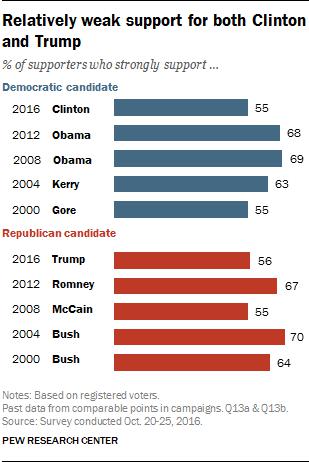 Relatively weak support for both Clinton
and Trump
% of supporters who strongly support ...
Democratic candidate
2016 Clinton 55
2012 Obama 68
2008 Obama 69
2004 Kerry 63
2000 Gore 55
Republican candidate
2016 Trump 56
2012 Romney 67
2008 McCain 55
2004 Bush 70
2000 Bush 64
Notes: Based on registered voters.
Past data from comparable points in campaigns. Q13a & Q13b.
Source: Survey conducted Oct. 20-25, 2016.
PEW RESEARCH CENTER